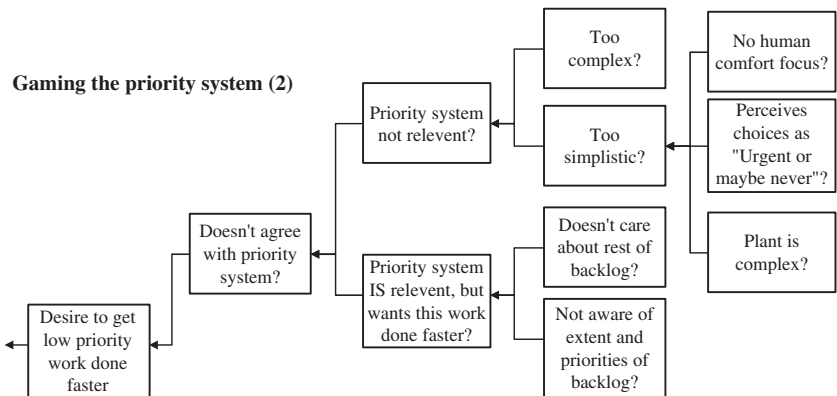 Gaming the priority system (2)
Too
complex?
No human
comfort focus?
Priority system
not relevent?
Too
simplistic?
Perceives
choices as
"Urgent or
maybe never"?
Doesn't agree
with priority
system?
Priority system
IS relevent, but
wants this work
done faster?
Doesn't care
about rest of
backlog?
Plant is
complex?
Desire to get
low priority
work done
faster
Not aware of
extent and
priorities of
backlog?